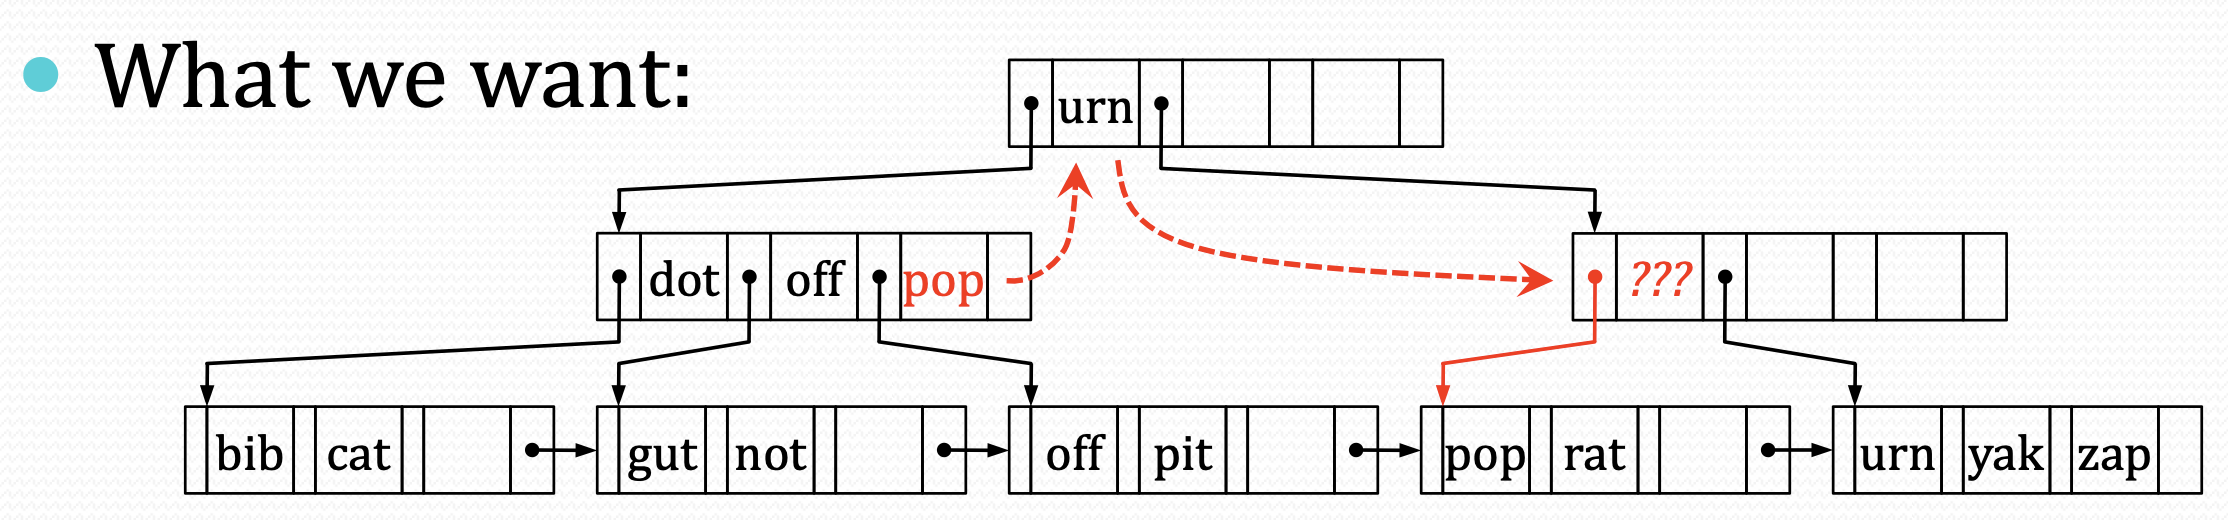 What we want:
urn
dot off pop
???
bib cat
gut not
off pit
pop rat
urn yak zap